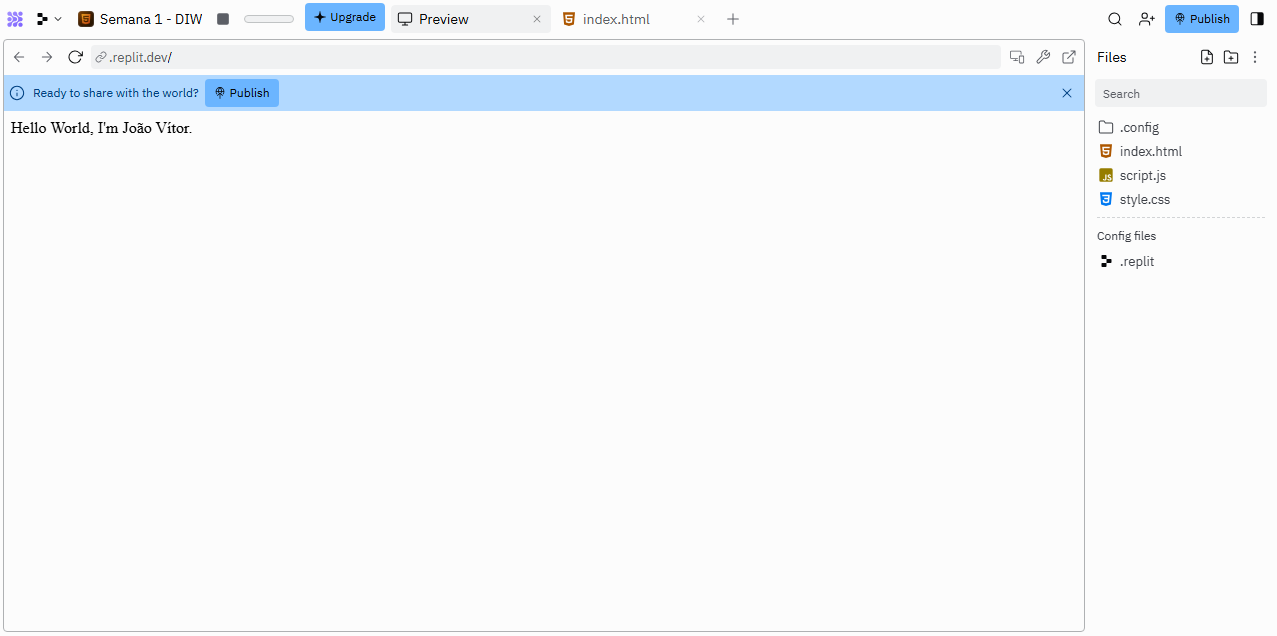 Semana 1 - DIW
Upgrade
Preview
index.html
Publish
.replit.dev/
Files
Ready to share with the world?
Publish
Search
Hello World, I'm João Vítor.
.config
index.html
script.js
style.css
Config files
.replit